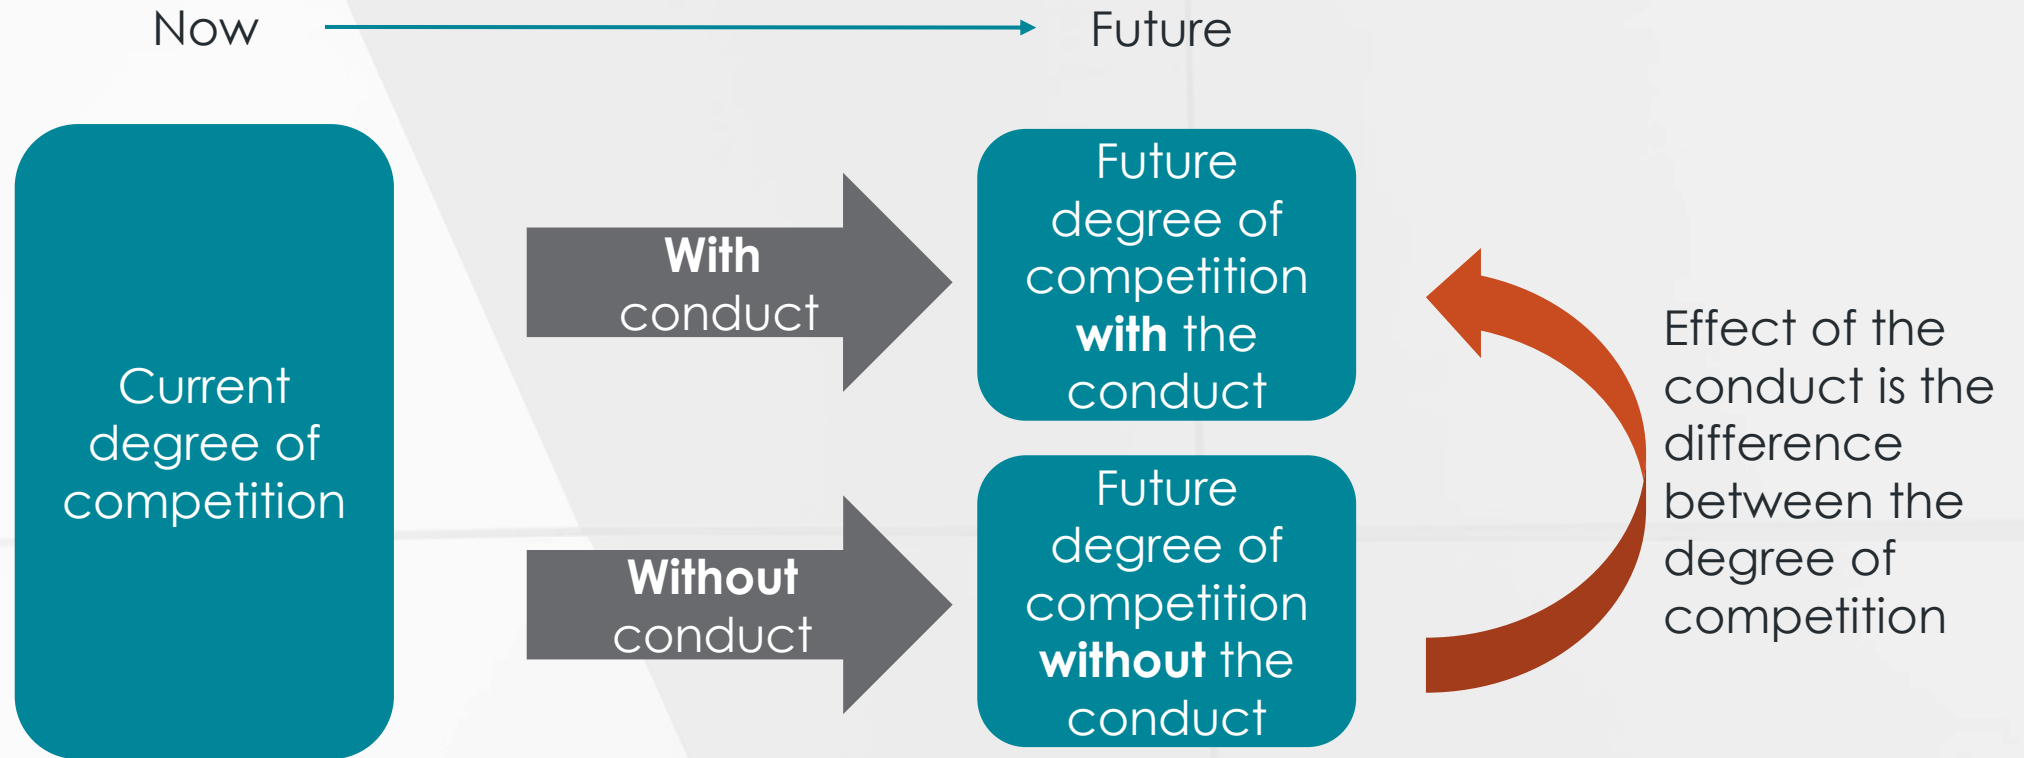 Now
Future
Current
degree of
competition
With
conduct
Future
degree of
competition
with the
conduct
Without
conduct
Future
degree of
competition
without the
conduct
Effect of the
conduct is the
difference
between the
degree of
competition